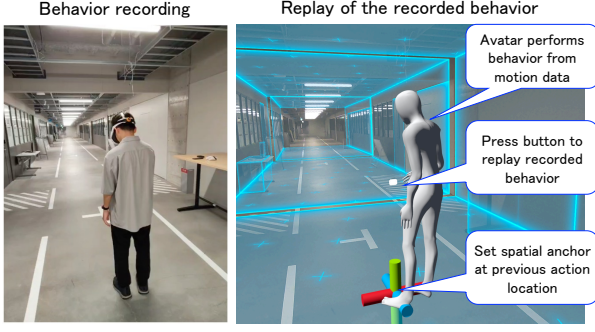 Behavior recording
Replay of the recorded behavior
Avatar performs
behavior from
motion data
Press button to
replay recorded
behavior
Set spatial anchor
at previous action
location